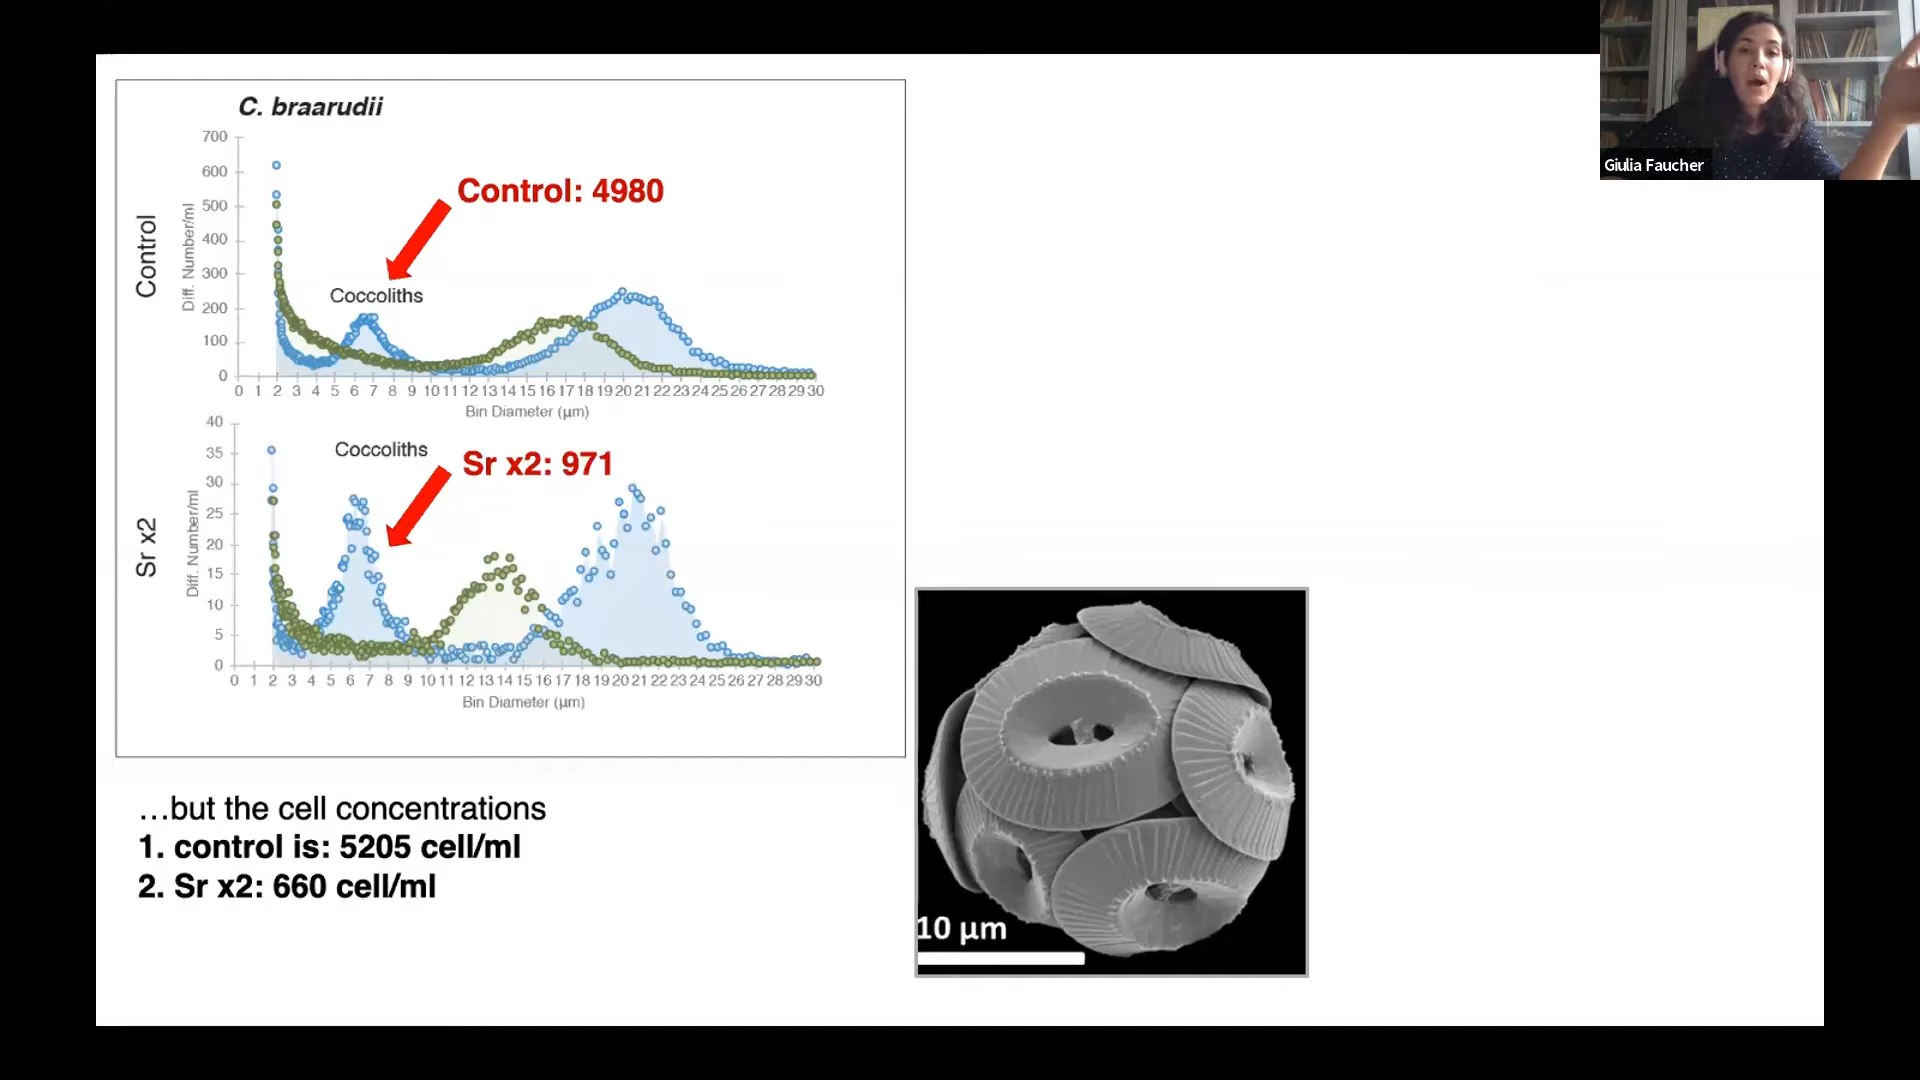 C. braarudii
Control
Diff. Number/ml
700
600
500
400
300
200
100
0
Control: 4980
Coccoliths
0 1 2 3 4 5 6 7 8 9 10 11 12 13 14 15 16 17 18 19 20 21 22 23 24 25 26 27 28 29 30
Bin Diameter (µm)
Sr x2
Diff. Number/ml
40
35
30
25
20
15
10
5
0
Coccoliths
Sr x2: 971
0 1 2 3 4 5 6 7 8 9 10 11 12 13 14 15 16 17 18 19 20 21 22 23 24 25 26 27 28 29 30
Bin Diameter (µm)
…but the cell concentrations
1. control is: 5205 cell/ml
2. Sr x2: 660 cell/ml
10 µm
Giulia Faucher